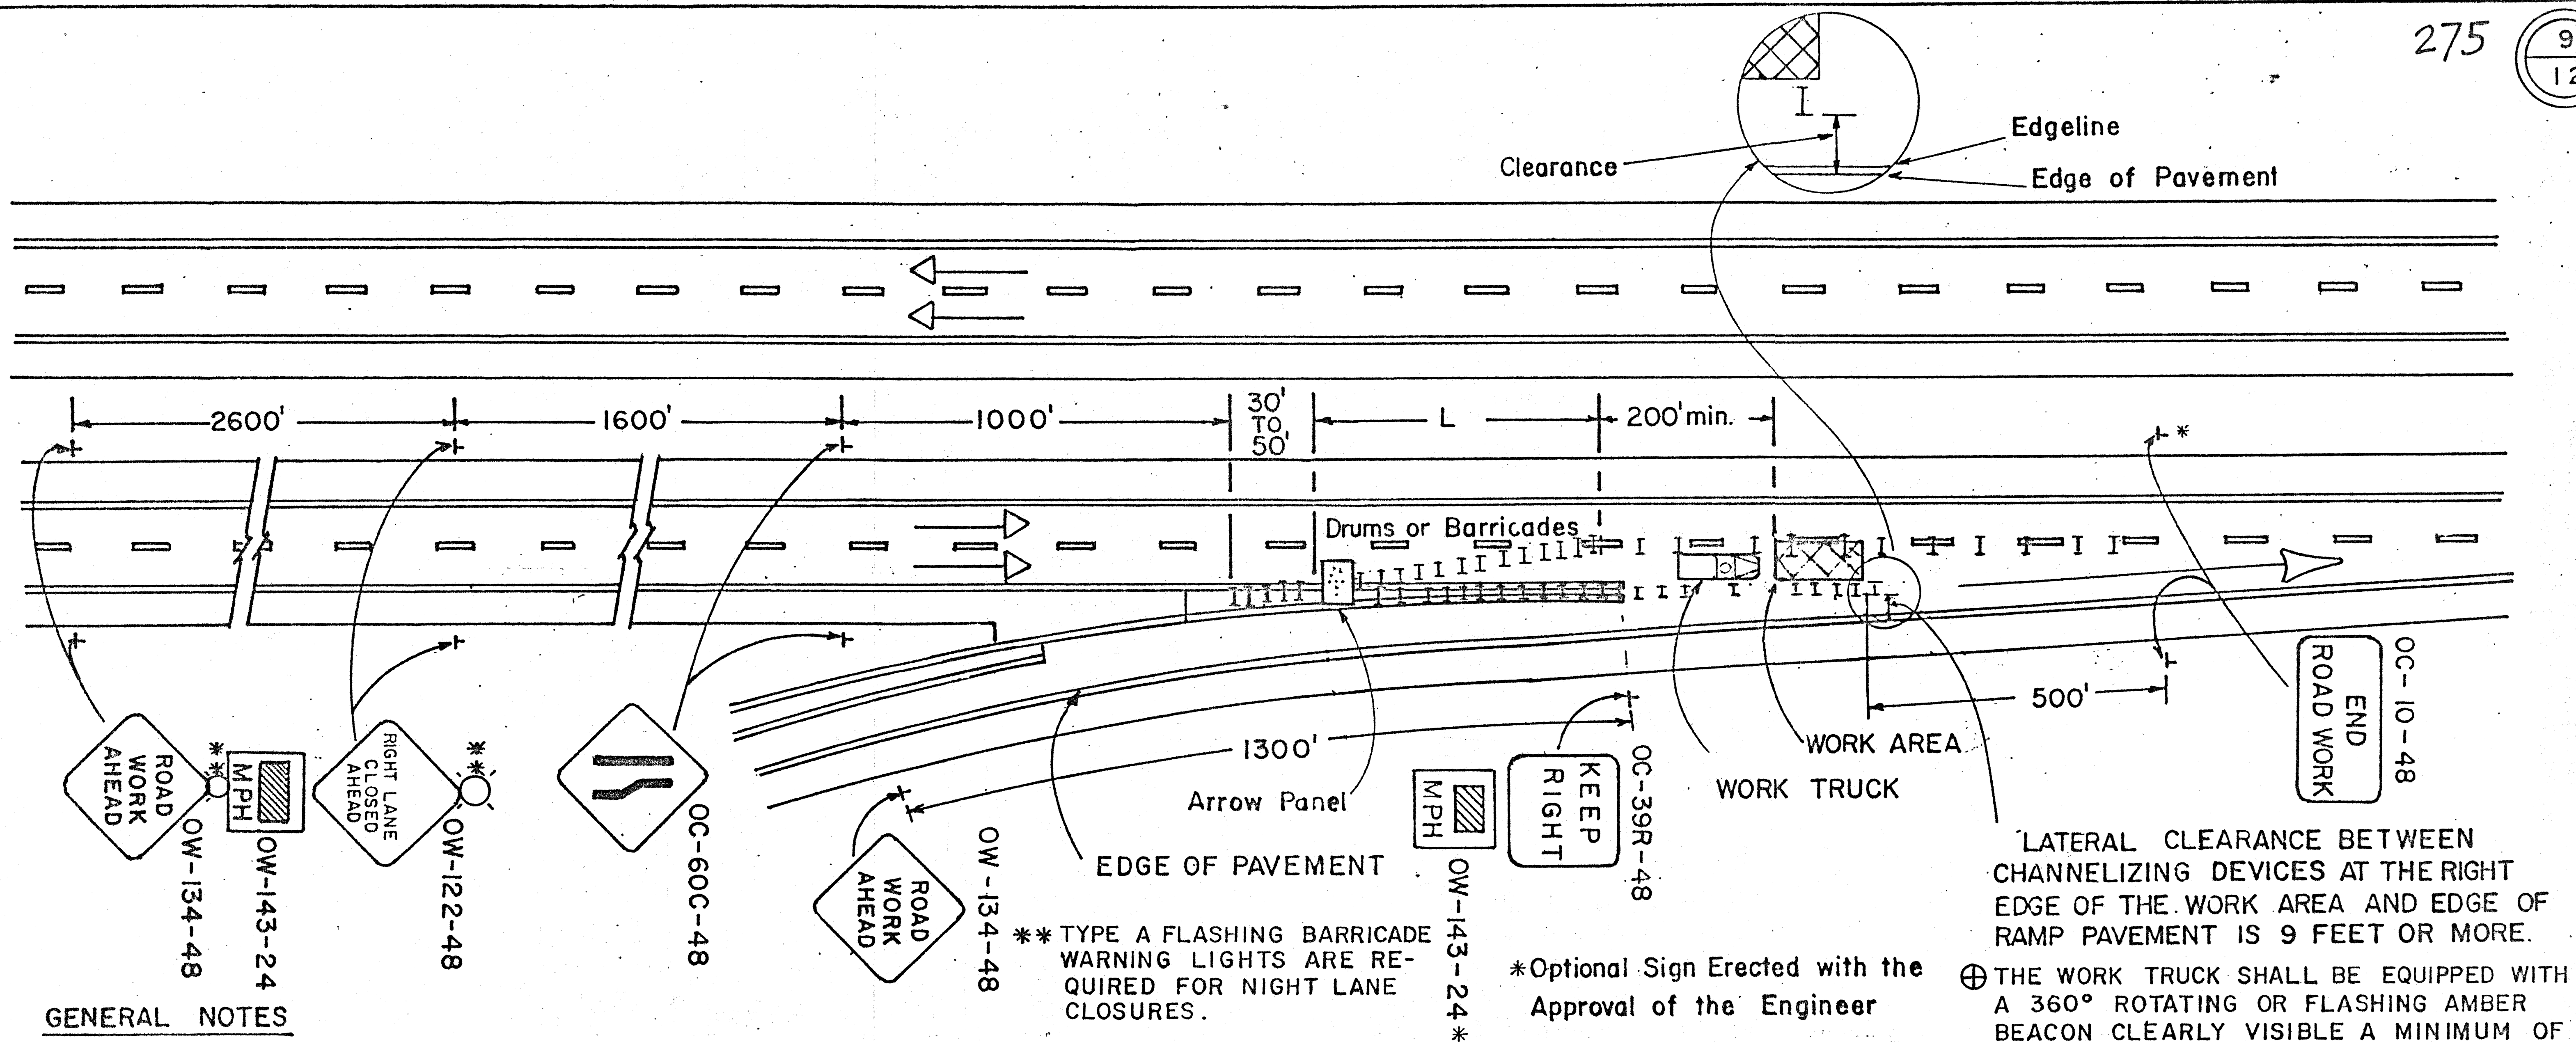 275
9
12
Edgeline
Clearance
Edge of Pavement
2600'
1600'
1000'
30'
TO
50'
L
200' min.
*
Drums or Barricades
500'
1300'
WORK AREA
WORK TRUCK
Arrow Panel
EDGE OF PAVEMENT
ROAD
WORK
AHEAD
**
OW-134-48
MPH
OW-143-24
RIGHT LANE
CLOSED
AHEAD
**
OW-122-48
OC-60C-48
ROAD
WORK
AHEAD
OW-134-48
MPH
OW-143-24*
KEEP
RIGHT
OC-39R-48
END
ROAD WORK
OC-10-48
LATERAL CLEARANCE BETWEEN
CHANNELIZING DEVICES AT THE RIGHT
EDGE OF THE WORK AREA AND EDGE OF
RAMP PAVEMENT IS 9 FEET OR MORE.
** TYPE A FLASHING BARRICADE
WARNING LIGHTS ARE RE-
QUIRED FOR NIGHT LANE
CLOSURES.
*Optional Sign Erected with the
Approval of the Engineer
⊕ THE WORK TRUCK SHALL BE EQUIPPED WITH
A 360° ROTATING OR FLASHING AMBER
BEACON CLEARLY VISIBLE A MINIMUM OF
GENERAL NOTES